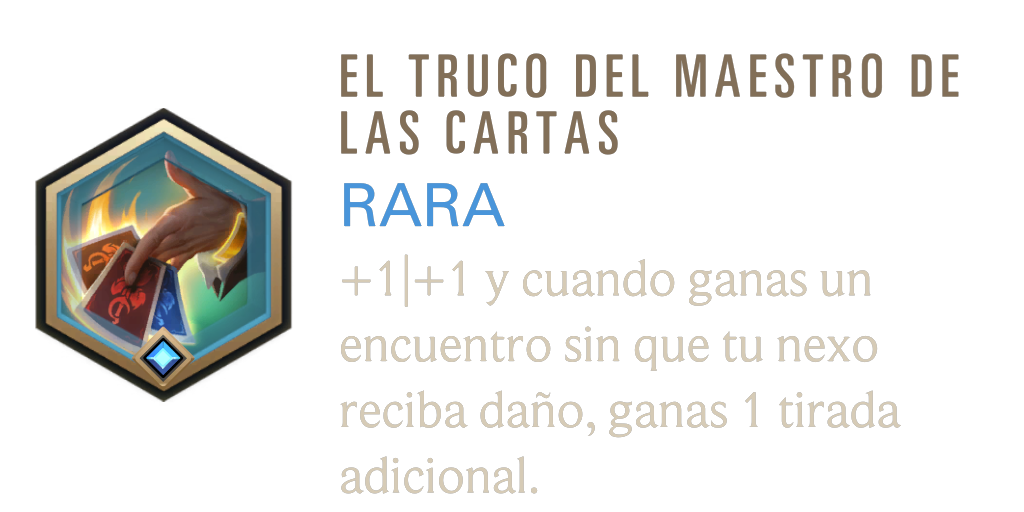 EL TRUCO DEL MAESTRO DE
LAS CARTAS
RARA
+1|+1 y cuando ganas un
encuentro sin que tu nexo
reciba daño, ganas 1 tirada
adicional.